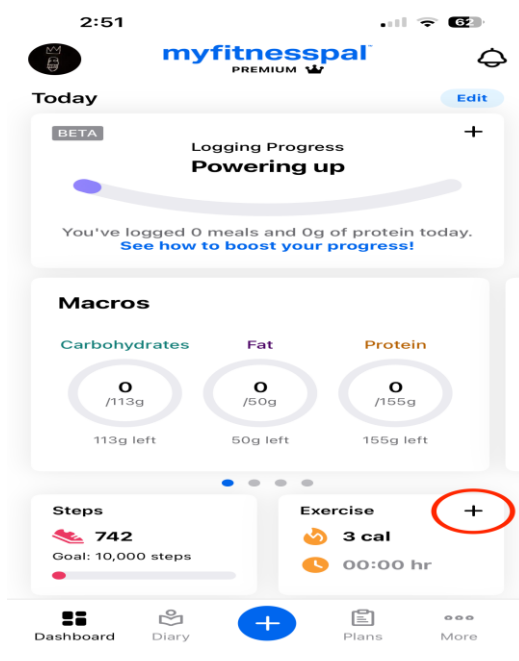 2:51
62
myfitnesspal
PREMIUM
Today
Edit
BETA
Logging Progress
Powering up
You've logged 0 meals and 0g of protein today.
See how to boost your progress!
Macros
Carbohydrates Fat Protein
0 0 0
/113g /50g /155g
113g left 50g left 155g left
Steps
742
Goal: 10,000 steps
Exercise
3 cal
00:00 hr
Dashboard Diary Plans More